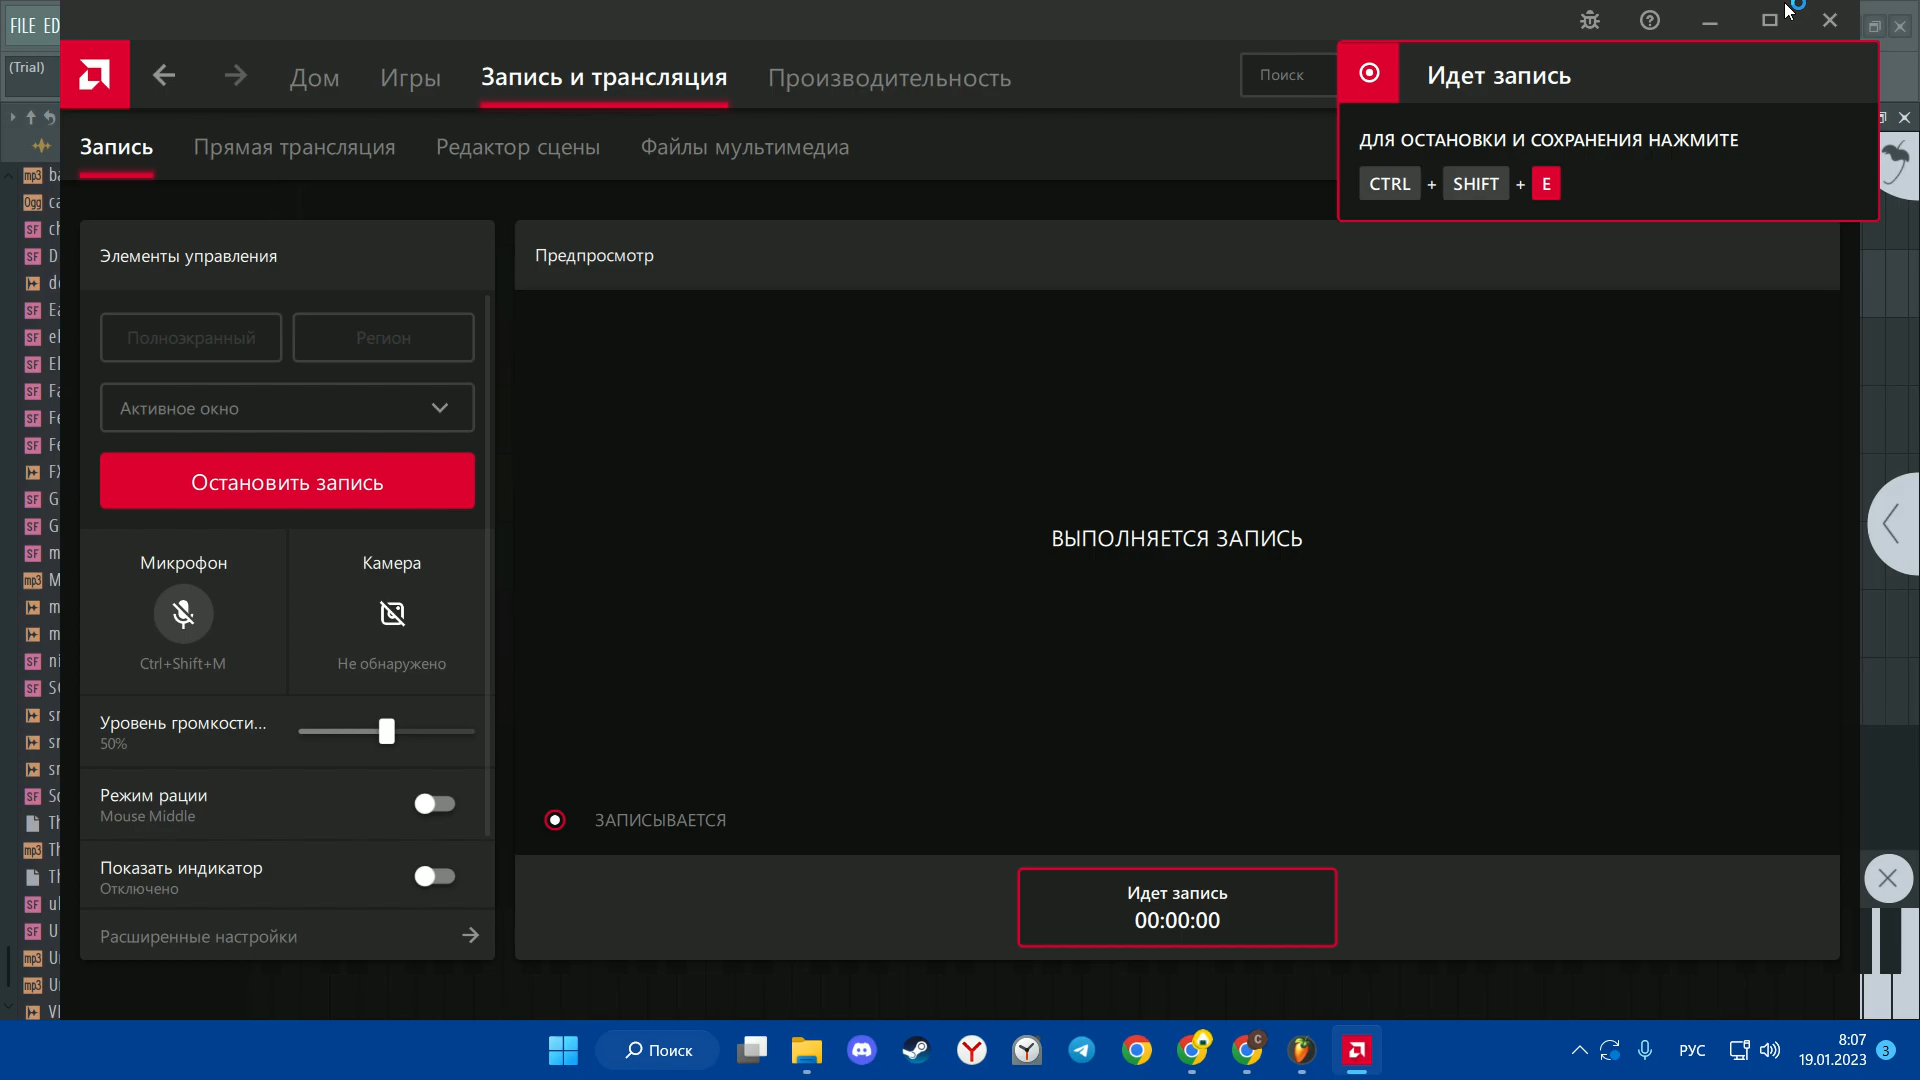 FILE ED
(Trial)
Дом
Игры
Запись и трансляция
Производительность
Поиск
Идет запись
ДЛЯ ОСТАНОВКИ И СОХРАНЕНИЯ НАЖМИТЕ
CTRL + SHIFT + E
Запись
Прямая трансляция
Редактор сцены
Файлы мультимедиа
Элементы управления
Полноэкранный
Регион
Активное окно
Остановить запись
Микрофон
Ctrl+Shift+M
Камера
Не обнаружено
Уровень громкости...
50%
Режим рации
Mouse Middle
Показать индикатор
Отключено
Расширенные настройки
Предпросмотр
ВЫПОЛНЯЕТСЯ ЗАПИСЬ
ЗАПИСЫВАЕТСЯ
Идет запись
00:00:00
Поиск
РУС
8:07
19.01.2023
3